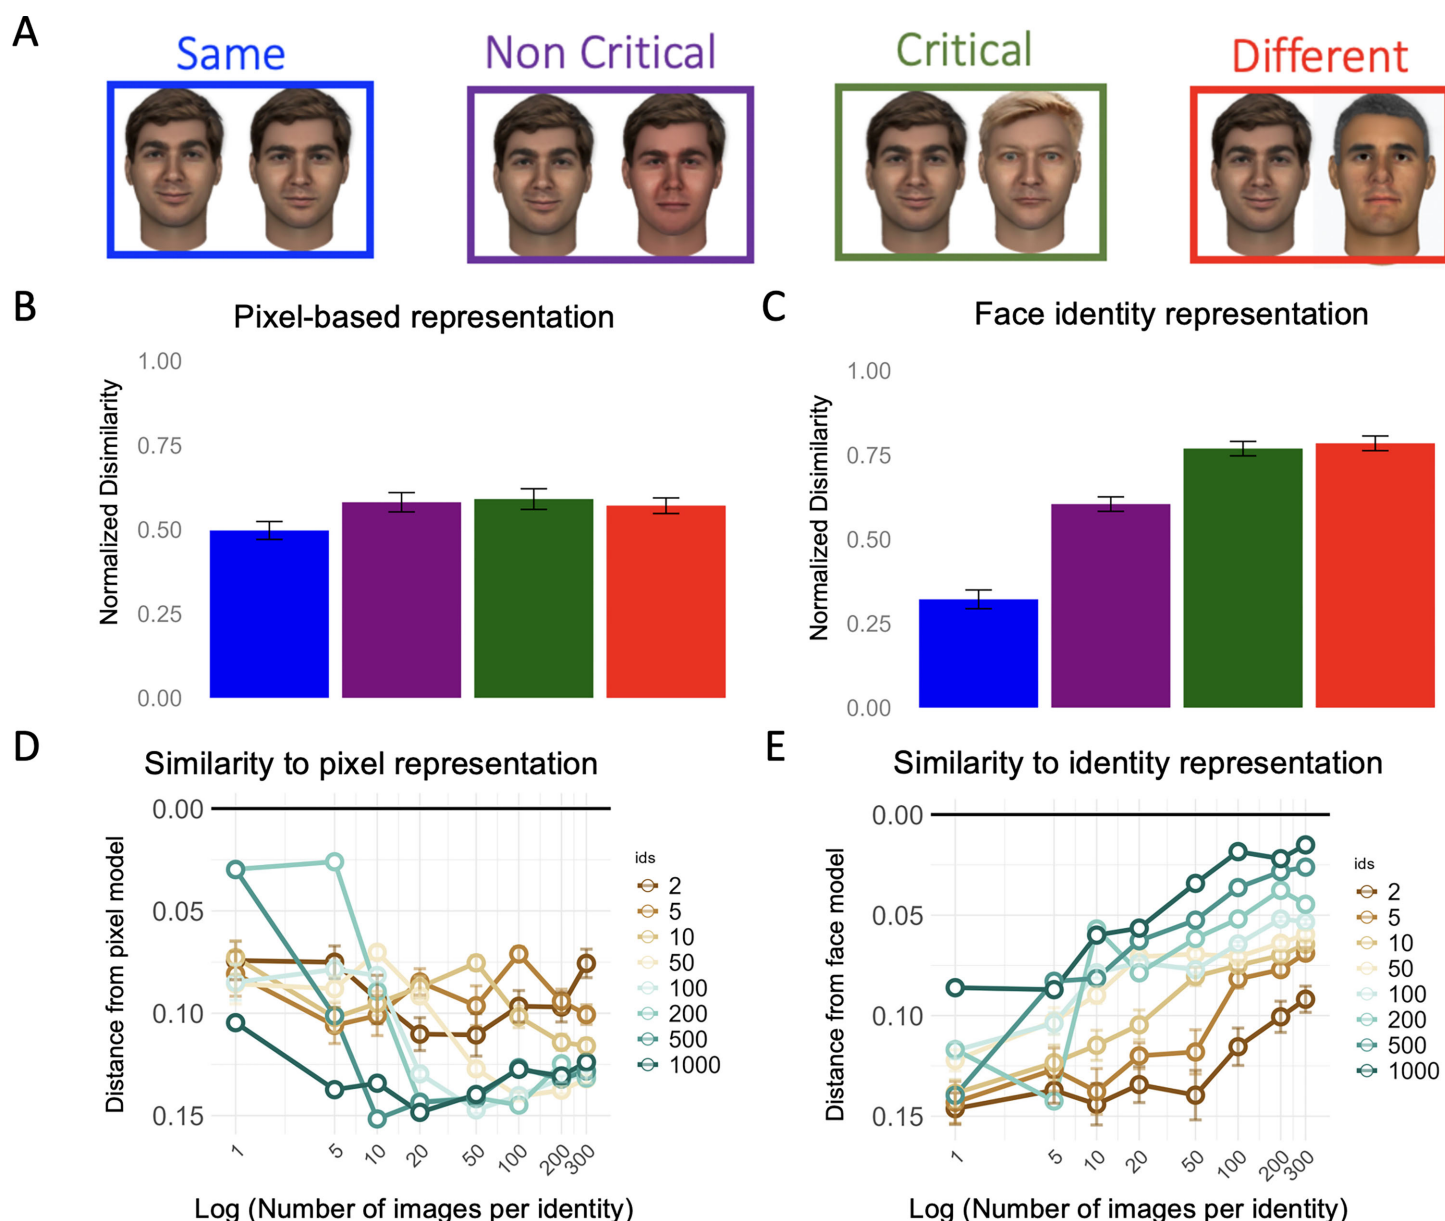 A
Same
Non Critical
Critical
Different
B
Pixel-based representation
Normalized Disimilarity
1.00
0.75
0.50
0.25
0.00
C
Face identity representation
Normalized Disimilarity
1.00
0.75
0.50
0.25
0.00
D
Similarity to pixel representation
Distance from pixel model
0.00
0.05
0.10
0.15
1
5
10
20
50
100
200
300
Log (Number of images per identity)
ids
2
5
10
50
100
200
500
1000
E
Similarity to identity representation
Distance from face model
0.00
0.05
0.10
0.15
1
5
10
20
50
100
200
300
Log (Number of images per identity)
ids
2
5
10
50
100
200
500
1000